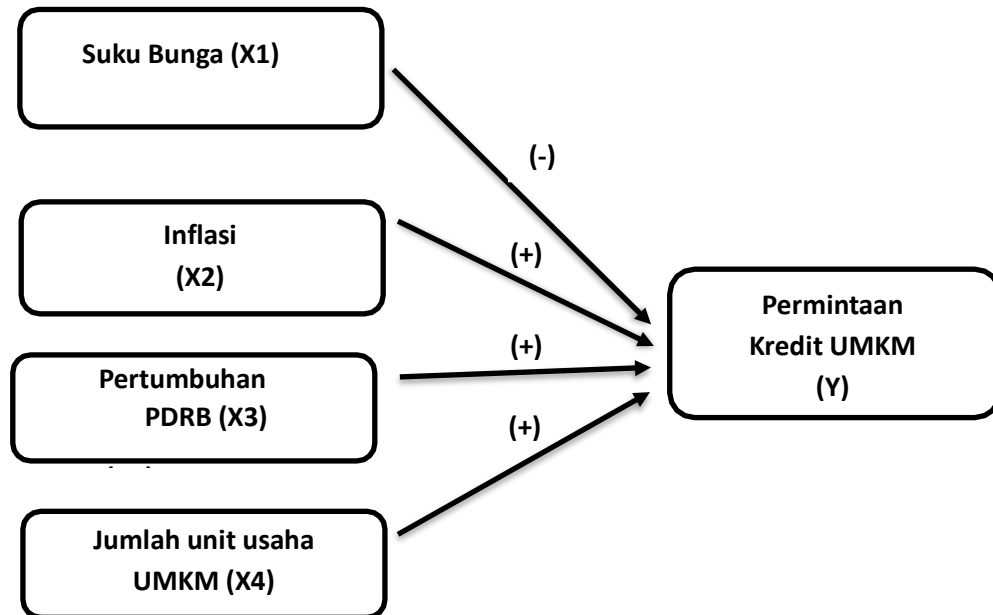 Suku Bunga (X1)
(-)
Inflasi
(X2)
(+)
Permintaan
Kredit UMKM
(Y)
Pertumbuhan
PDRB (X3)
(+)
(+)
Jumlah unit usaha
UMKM (X4)